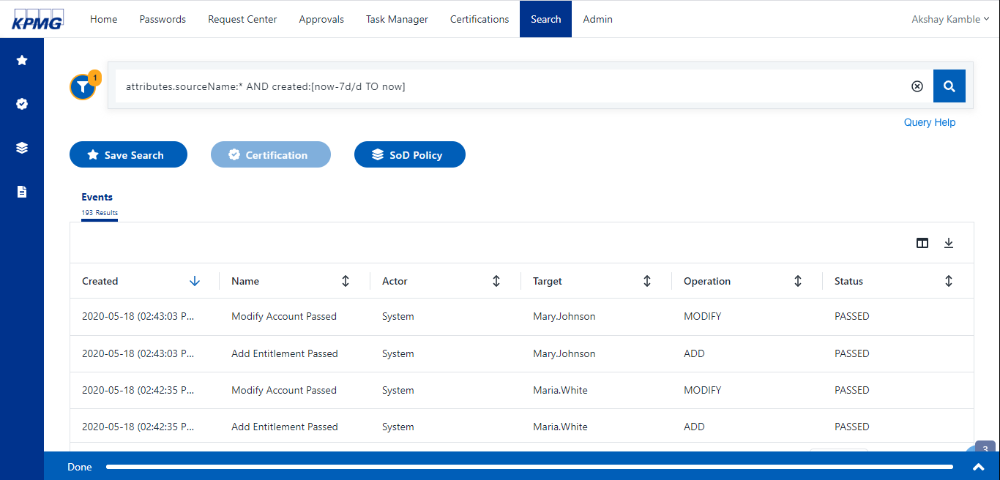 KPMG Home Passwords Request Center Approvals Task Manager Certifications Search Admin Akshay Kamble
1
attributes.sourceName:* AND created:[now-7d/d TO now]
Query Help
Save Search Certification SoD Policy
Events
193 Results
Created Name Actor Target Operation Status
2020-05-18 (02:43:03 P... Modify Account Passed System Mary.Johnson MODIFY PASSED
2020-05-18 (02:43:03 P... Add Entitlement Passed System Mary.Johnson ADD PASSED
2020-05-18 (02:42:35 P... Modify Account Passed System Maria.White MODIFY PASSED
2020-05-18 (02:42:35 P... Add Entitlement Passed System Maria.White ADD PASSED
3
Done